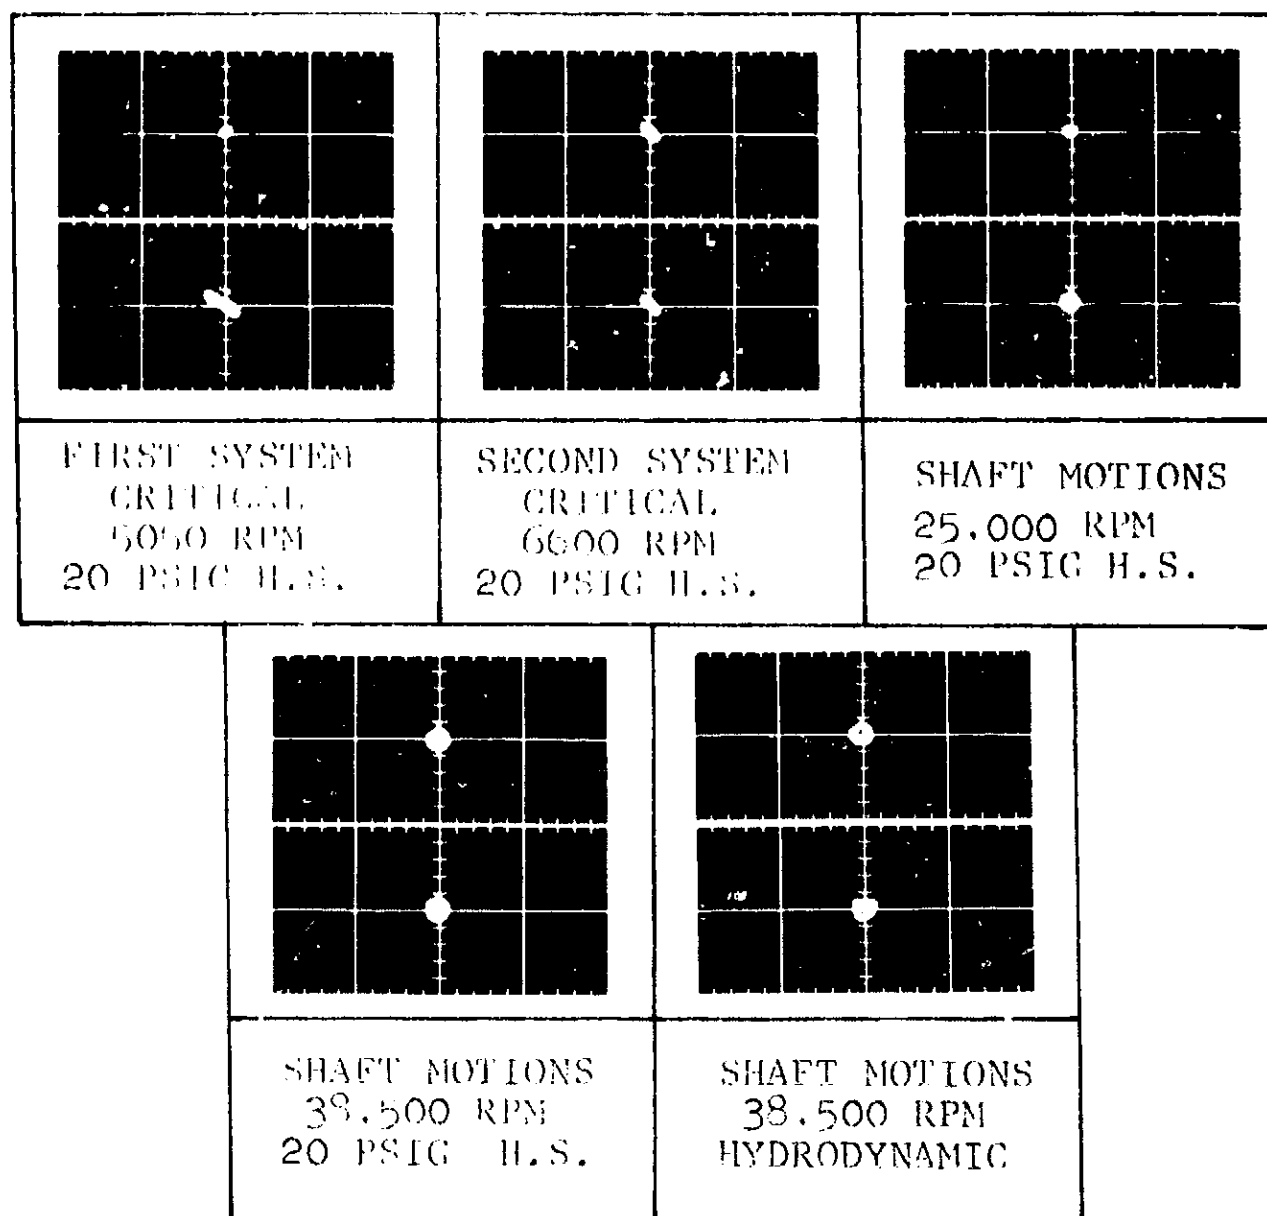 FIRST SYSTEM
CRITICAL
RPM
20 PSIG H.S.
SECOND SYSTEM
CRITICAL
6600 RPM
20 PSIG H.S.
SHAFT MOTIONS
25.000 RPM
20 PSIG H.S.
SHAFT MOTIONS
38.500 RPM
20 PSIG H.S.
SHAFT MOTIONS
38.500 RPM
HYDRODYNAMIC